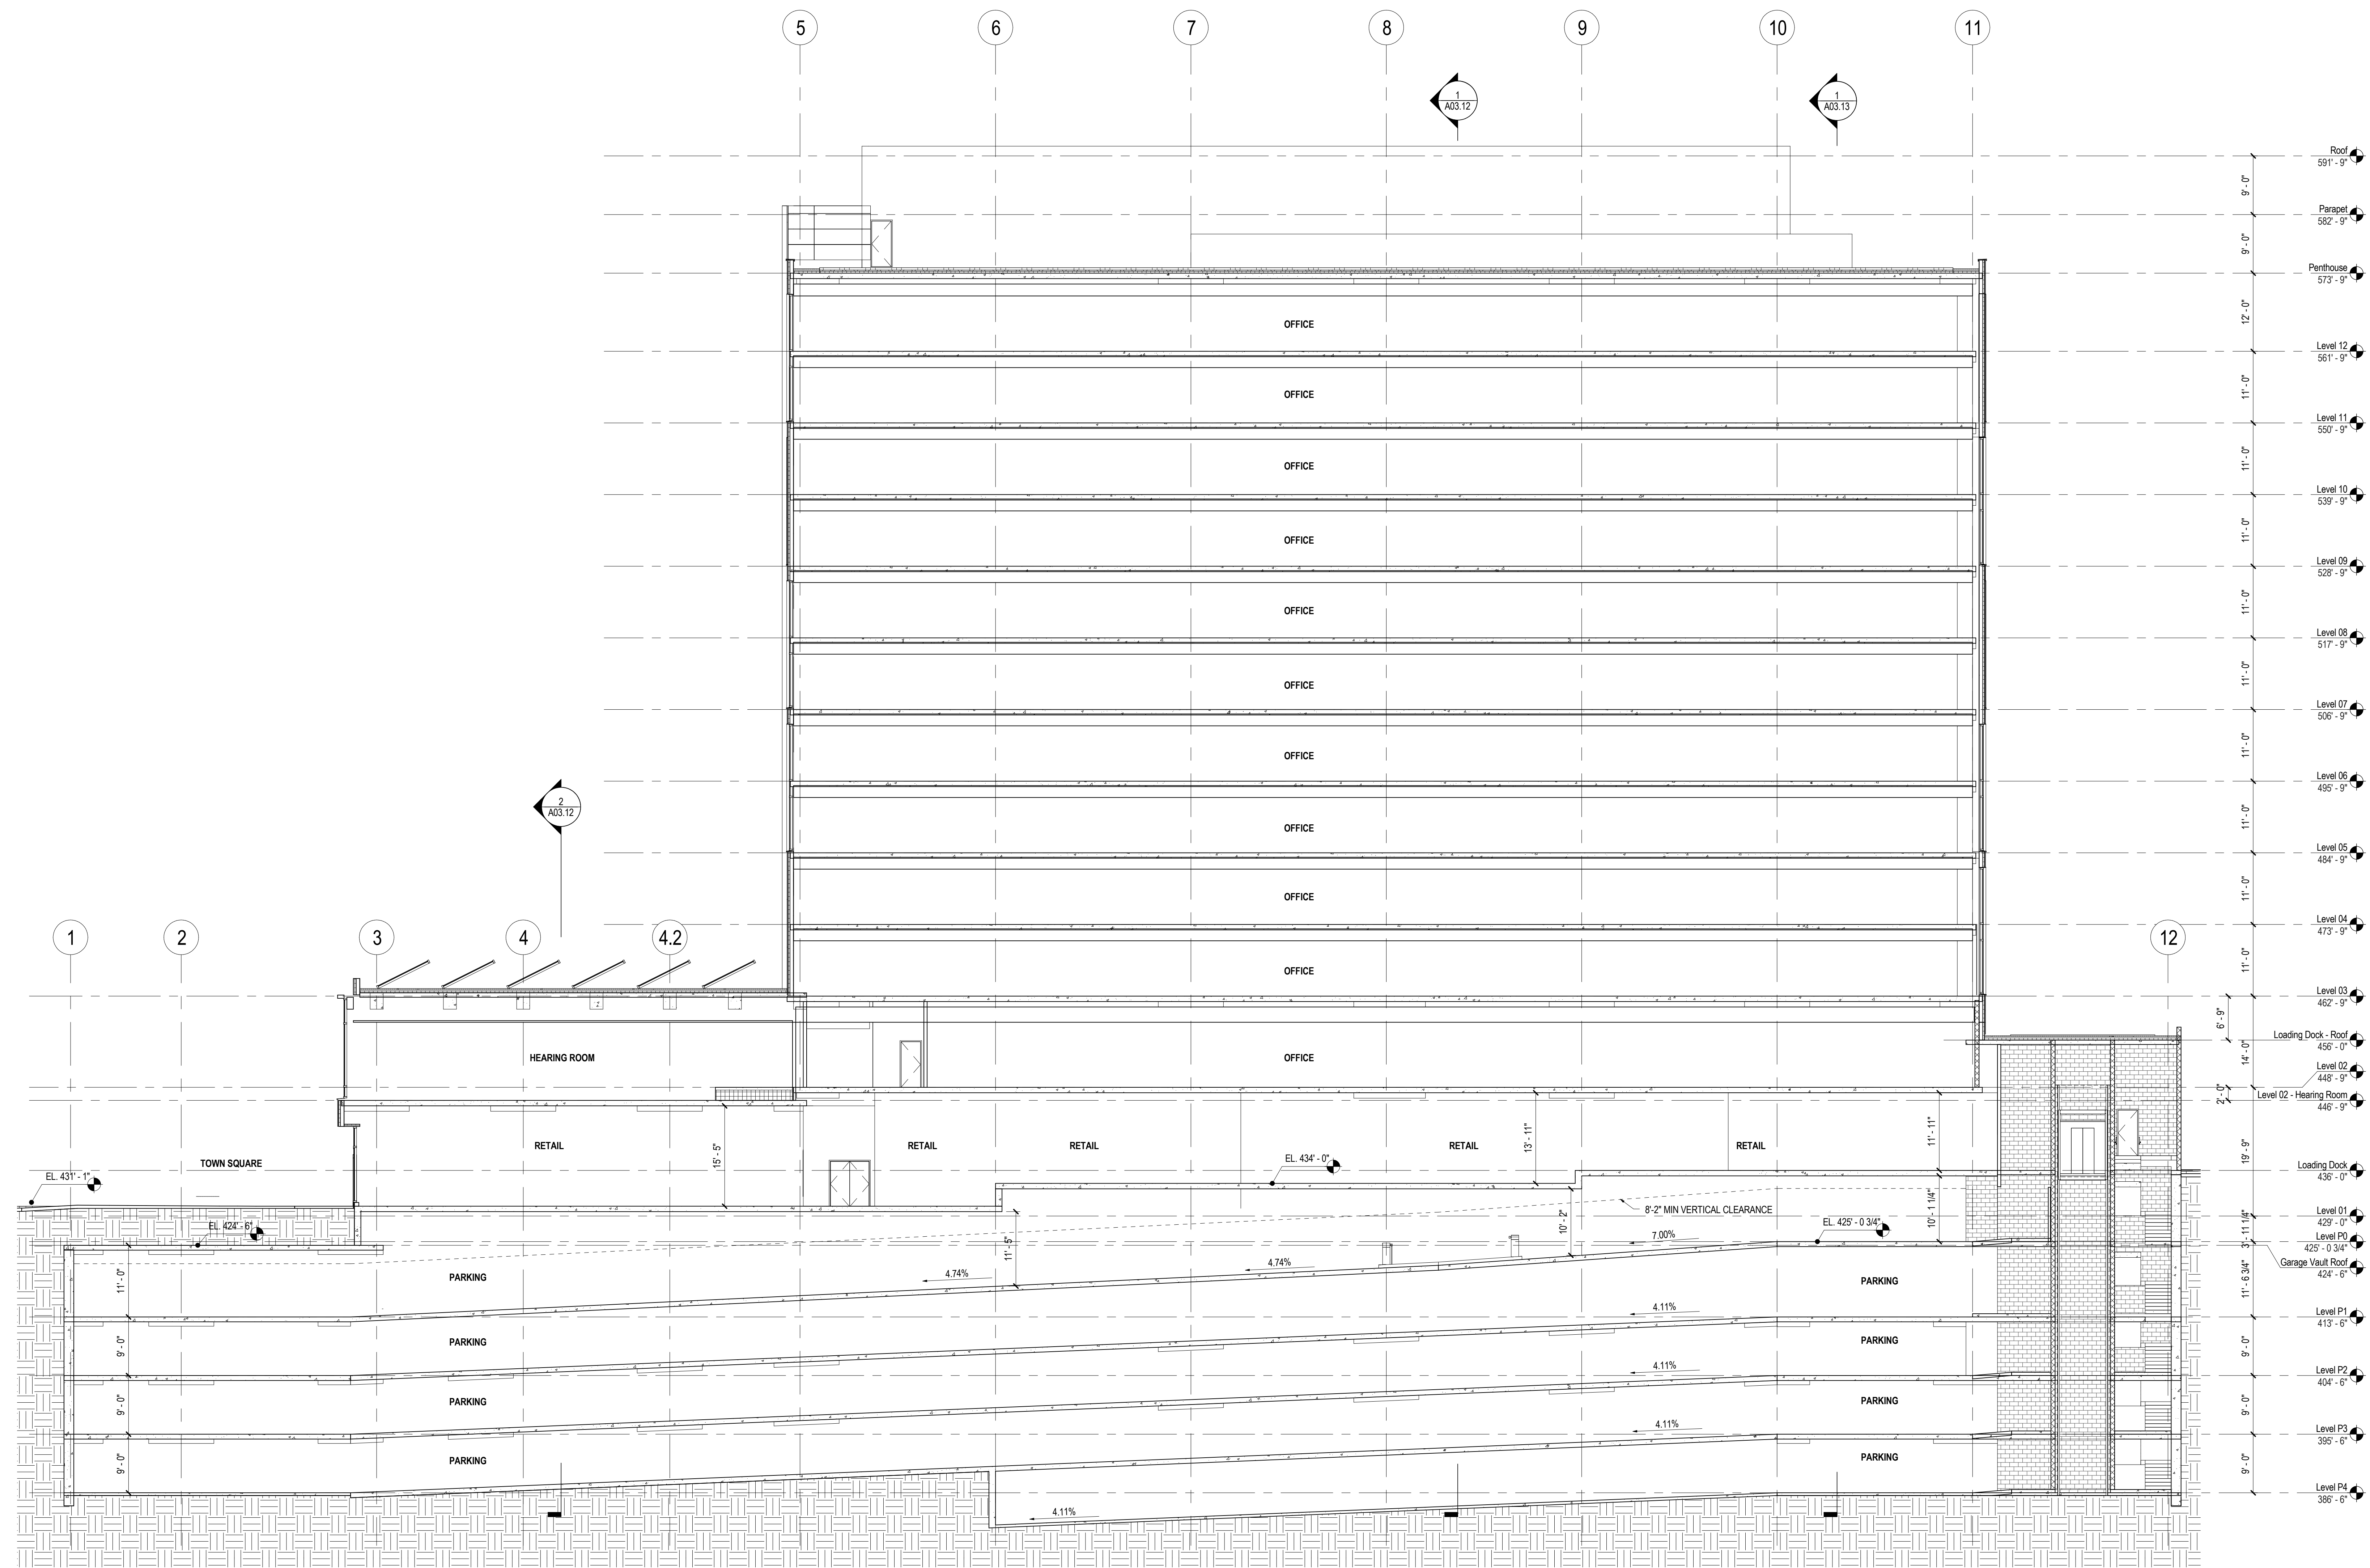 5
6
7
8
9
10
11
1
A03.12
1
A03.13
Roof
591' - 9"
9' - 0"
Parapet
582' - 9"
9' - 0"
Penthouse
573' - 9"
12' - 0"
OFFICE
Level 12
561' - 9"
11' - 0"
OFFICE
Level 11
550' - 9"
11' - 0"
OFFICE
Level 10
539' - 9"
11' - 0"
OFFICE
Level 09
528' - 9"
11' - 0"
OFFICE
Level 08
517' - 9"
11' - 0"
OFFICE
Level 07
506' - 9"
11' - 0"
OFFICE
Level 06
495' - 9"
2
A03.12
11' - 0"
OFFICE
Level 05
484' - 9"
11' - 0"
OFFICE
Level 04
473' - 9"
1
2
3
4
4.2
12
11' - 0"
OFFICE
Level 03
462' - 9"
6' - 9"
Loading Dock - Roof
456' - 0"
14' - 0"
HEARING ROOM
OFFICE
Level 02
448' - 9"
2' - 0"
Level 02 - Hearing Room
446' - 9"
RETAIL
RETAIL
RETAIL
RETAIL
RETAIL
15' - 5"
13' - 11"
11' - 11"
19' - 9"
TOWN SQUARE
EL. 431' - 1"
EL. 434' - 0"
Loading Dock
436' - 0"
EL. 424' - 6"
8'-2" MIN VERTICAL CLEARANCE
10' - 2"
10' - 1 1/4"
EL. 425' - 0 3/4"
Level 01
429' - 0"
3' - 11 1/4"
Level P0
425' - 0 3/4"
Garage Vault Roof
424' - 6"
11' - 5"
7.00%
4.74%
4.74%
11' - 0"
PARKING
PARKING
11' - 6 3/4"
4.11%
Level P1
413' - 6"
9' - 0"
PARKING
PARKING
9' - 0"
4.11%
Level P2
404' - 6"
9' - 0"
PARKING
PARKING
9' - 0"
4.11%
Level P3
395' - 6"
9' - 0"
PARKING
PARKING
9' - 0"
Level P4
386' - 6"
4.11%